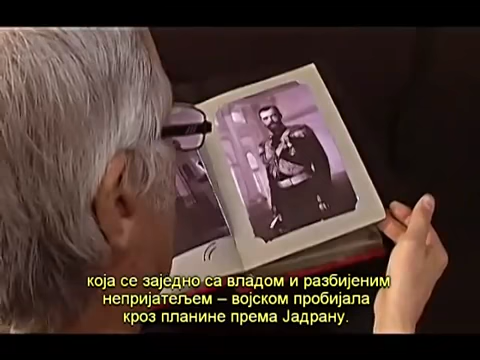 која се заједно са владом и разбијеним
непријатељем – војском пробијала
кроз планине према Јадрану.